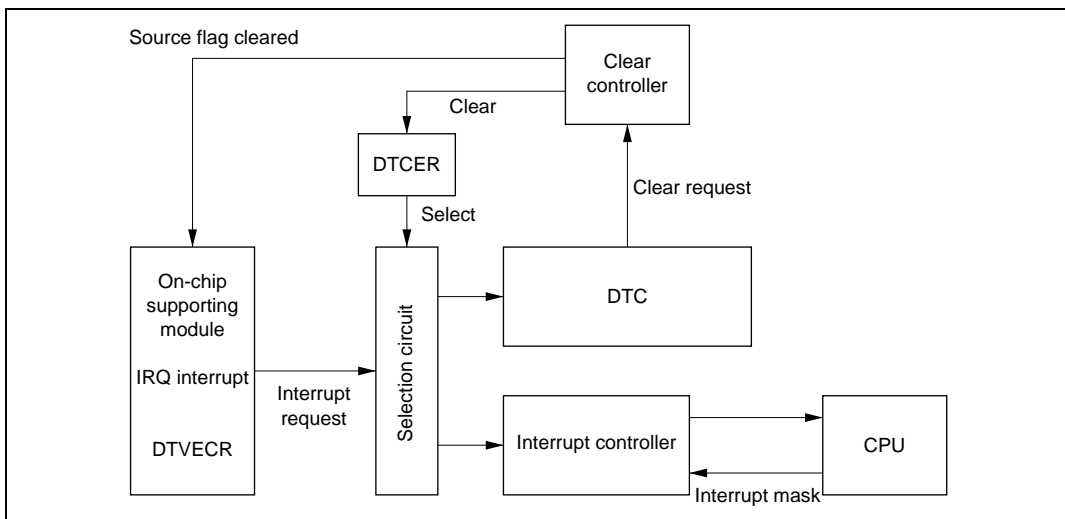 Source flag cleared
Clear
controller
Clear
DTCER
Clear request
Select
On-chip
supporting
module
DTC
Selection circuit
IRQ interrupt
Interrupt
request
DTVECR
Interrupt controller
CPU
Interrupt mask